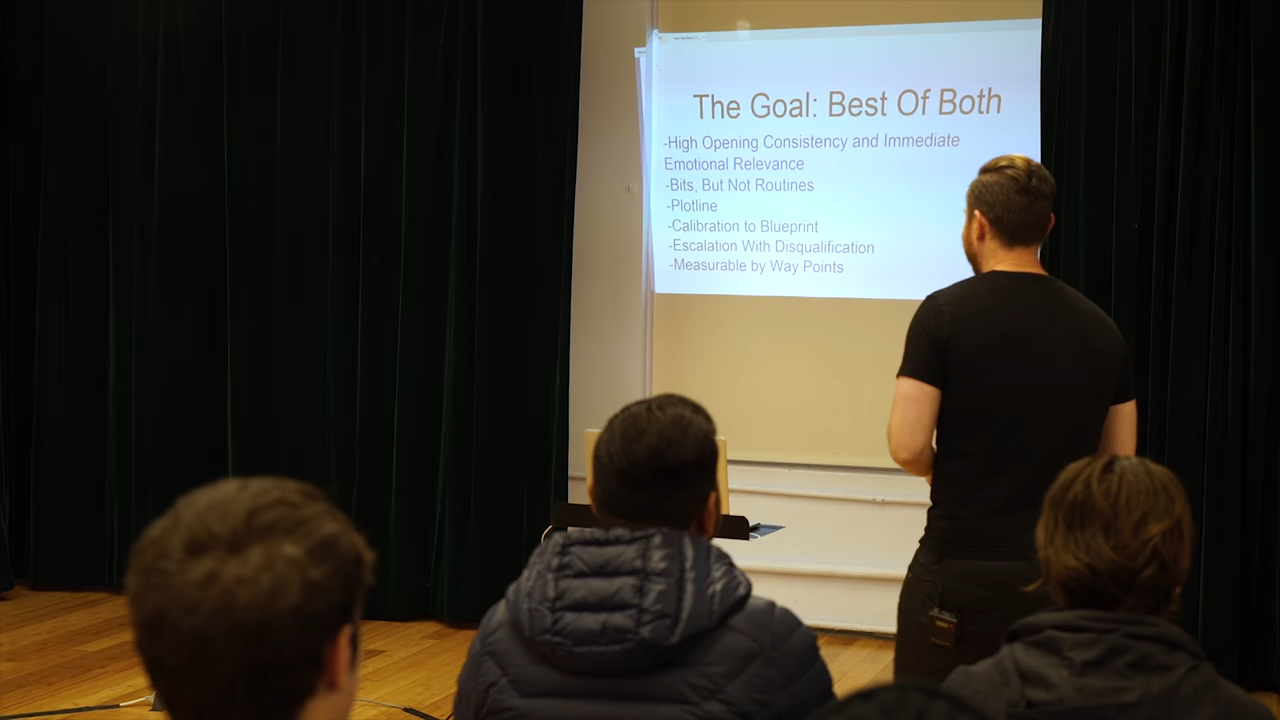 The Goal: Best Of Both
-High Opening Consistency and Immediate
Emotional Relevance
-Bits, But Not Routines
-Plotline
-Calibration to Blueprint
-Escalation With Disqualification
-Measurable by Way Points